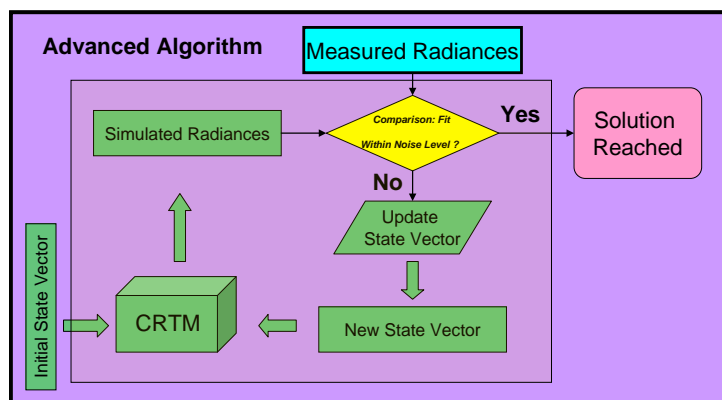 Advanced Algorithm
Measured Radiances
Simulated Radiances
Comparison: Fit
Within Noise Level ?
Yes
Solution
Reached
No
Update
State Vector
Initial State Vector
CRTM
New State Vector